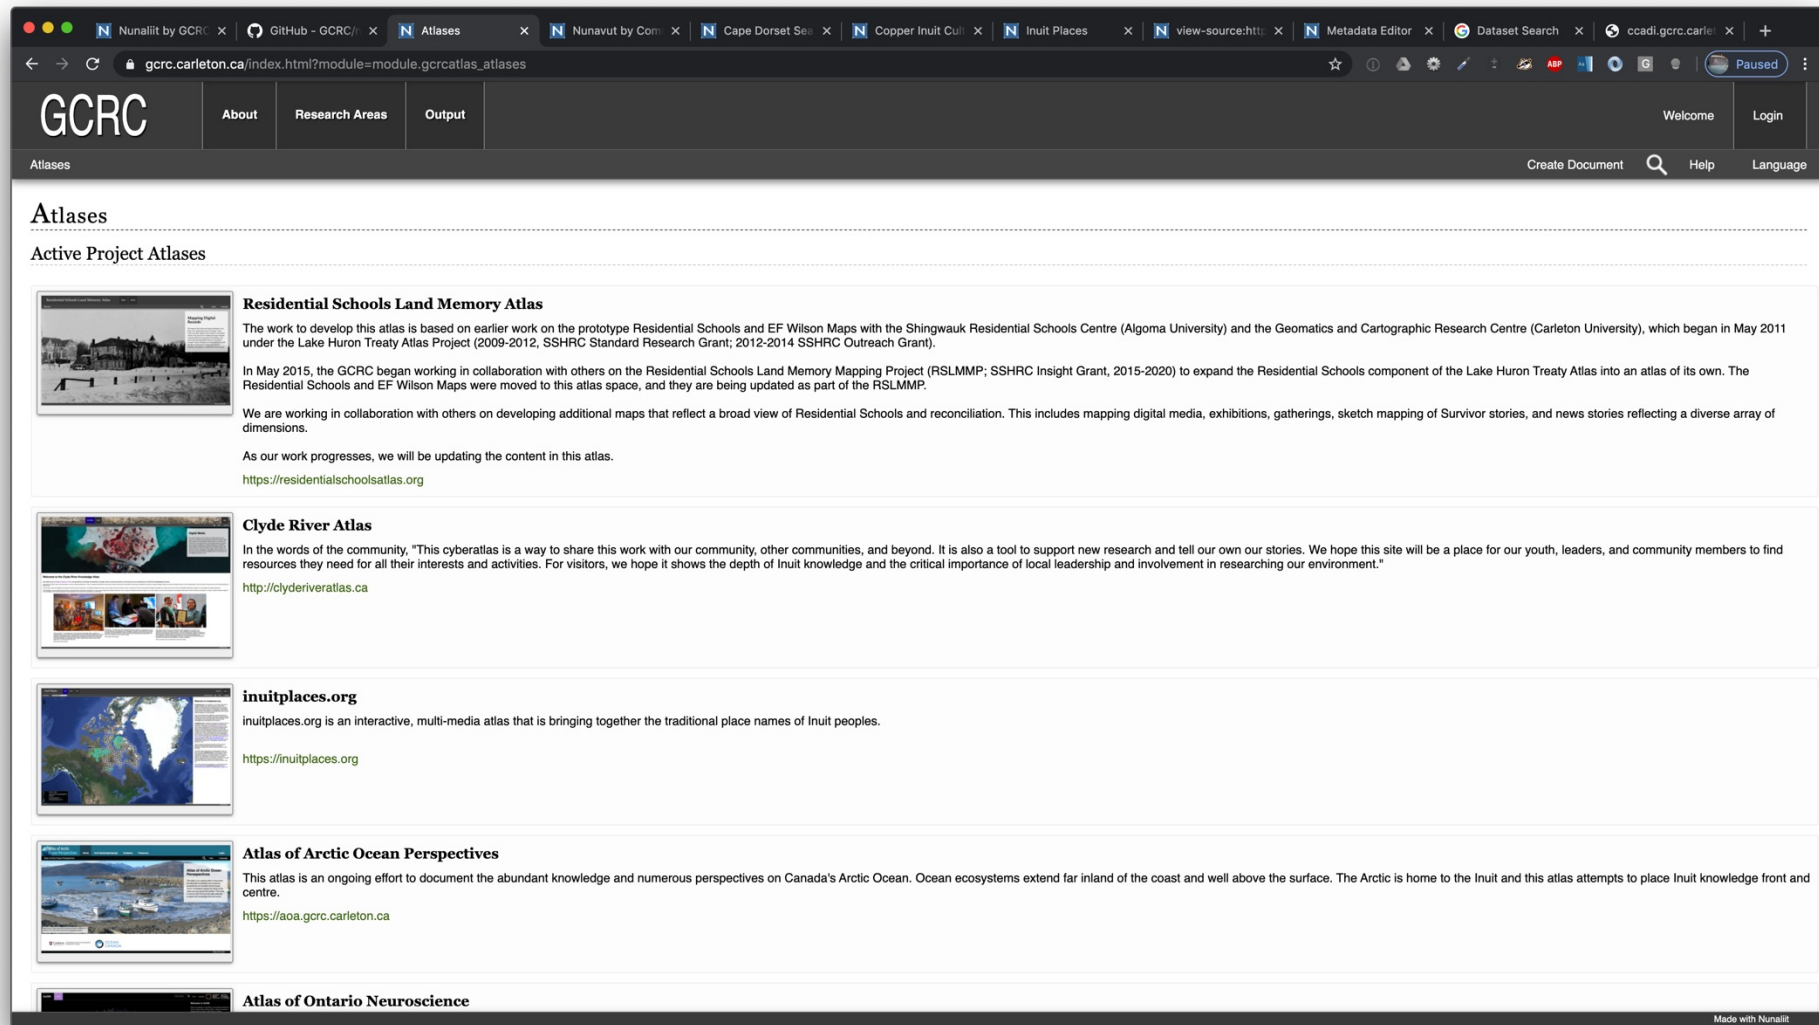 Nunaliit by GCRC
GitHub - GCRC/n
Atlases
Nunavut by Com
Cape Dorset Sea
Copper Inuit Cult
Inuit Places
view-source:http
Metadata Editor
Dataset Search
ccadi.gcrc.carlet
gcrc.carleton.ca/index.html?module=module.gcrcatlas_atlases
ABP
G
Paused
GCRC
About
Research Areas
Output
Welcome
Login
Atlases
Create Document
Help
Language
Atlases
Active Project Atlases
Residential Schools Land Memory Atlas
The work to develop this atlas is based on earlier work on the prototype Residential Schools and EF Wilson Maps with the Shingwauk Residential Schools Centre (Algoma University) and the Geomatics and Cartographic Research Centre (Carleton University), which began in May 2011
under the Lake Huron Treaty Atlas Project (2009-2012, SSHRC Standard Research Grant; 2012-2014 SSHRC Outreach Grant).
In May 2015, the GCRC began working in collaboration with others on the Residential Schools Land Memory Mapping Project (RSLMMP; SSHRC Insight Grant, 2015-2020) to expand the Residential Schools component of the Lake Huron Treaty Atlas into an atlas of its own. The
Residential Schools and EF Wilson Maps were moved to this atlas space, and they are being updated as part of the RSLMMP.
We are working in collaboration with others on developing additional maps that reflect a broad view of Residential Schools and reconciliation. This includes mapping digital media, exhibitions, gatherings, sketch mapping of Survivor stories, and news stories reflecting a diverse array of
dimensions.
As our work progresses, we will be updating the content in this atlas.
https://residentialschoolsatlas.org
Clyde River Atlas
In the words of the community, "This cyberatlas is a way to share this work with our community, other communities, and beyond. It is also a tool to support new research and tell our own our stories. We hope this site will be a place for our youth, leaders, and community members to find
resources they need for all their interests and activities. For visitors, we hope it shows the depth of Inuit knowledge and the critical importance of local leadership and involvement in researching our environment."
http://clyderiveratlas.ca
inuitplaces.org
inuitplaces.org is an interactive, multi-media atlas that is bringing together the traditional place names of Inuit peoples.
https://inuitplaces.org
Atlas of Arctic Ocean Perspectives
This atlas is an ongoing effort to document the abundant knowledge and numerous perspectives on Canada's Arctic Ocean. Ocean ecosystems extend far inland of the coast and well above the surface. The Arctic is home to the Inuit and this atlas attempts to place Inuit knowledge front and
centre.
https://aoa.gcrc.carleton.ca
Atlas of Ontario Neuroscience
Made with Nunaliit